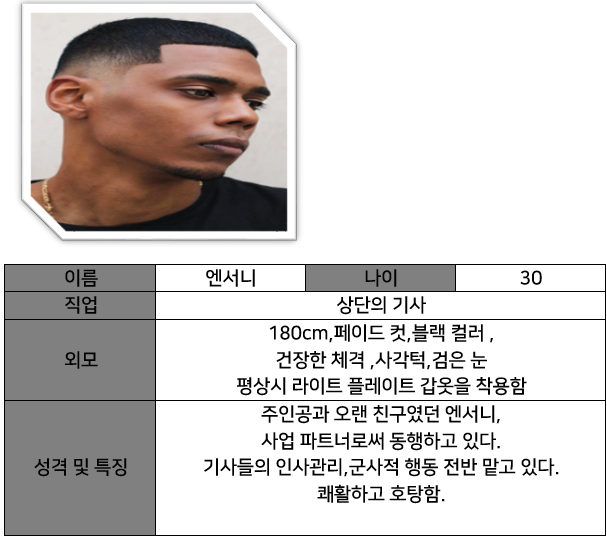 이름 엔서니 나이 30
직업 상단의 기사
외모
180cm,페이드 컷,블랙 컬러 ,
건장한 체격 ,사각턱,검은 눈
평상시 라이트 플레이트 갑옷을 착용함
성격 및 특징
주인공과 오랜 친구였던 엔서니,
사업 파트너로써 동행하고 있다.
기사들의 인사관리,군사적 행동 전반 맡고 있다.
쾌활하고 호탕함.